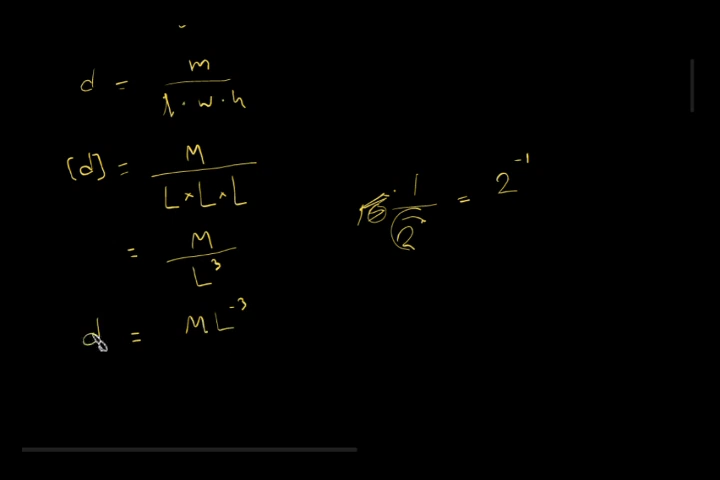 d = m / l · w · h
[d] = M / L × L × L
= M / L³
d = ML⁻³
1 / 2 = 2⁻¹